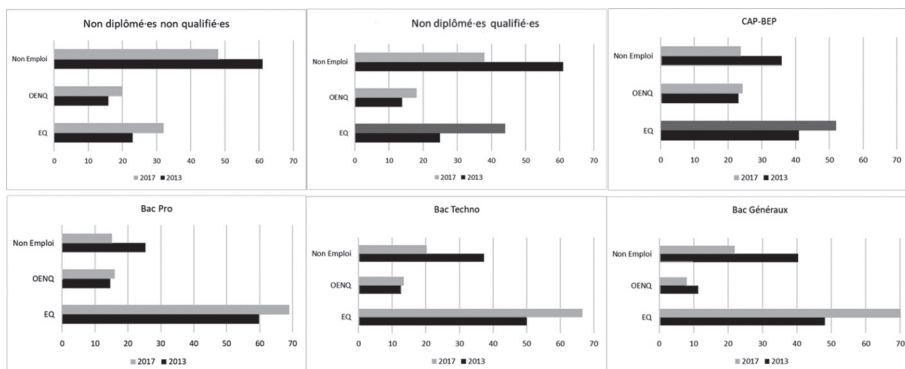 Non diplômé·es non qualifié·es
Non Emploi
OENQ
EQ
0 10 20 30 40 50 60 70
2017 2013
Non diplômé·es qualifié·es
Non Emploi
OENQ
EQ
0 10 20 30 40 50 60 70
2017 2013
CAP-BEP
Non Emploi
OENQ
EQ
0 10 20 30 40 50 60 70
2017 2013
Bac Pro
Non Emploi
OENQ
EQ
0 10 20 30 40 50 60 70
2017 2013
Bac Techno
Non Emploi
OENQ
EQ
0 10 20 30 40 50 60 70
2017 2013
Bac Généraux
Non Emploi
OENQ
EQ
0 10 20 30 40 50 60 70
2017 2013